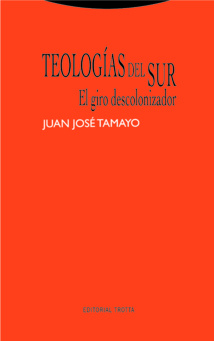 TEOLOGÍAS DEL SUR
El giro descolonizador
JUAN JOSÉ TAMAYO
EDITORIAL TROTTA